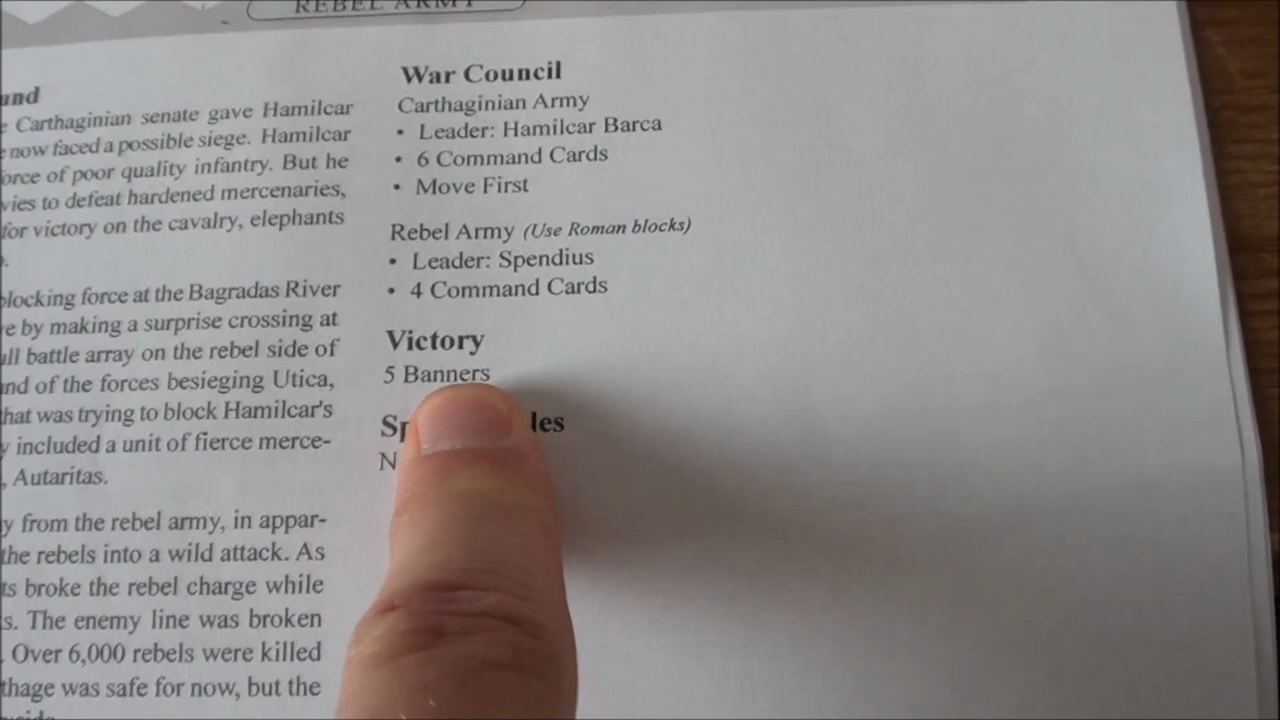 REBEL ARMY
und
Carthaginian senate gave Hamilcar
now faced a possible siege. Hamilcar
orce of poor quality infantry. But he
vies to defeat hardened mercenaries,
for victory on the cavalry, elephants
blocking force at the Bagradas River
ve by making a surprise crossing at
ull battle array on the rebel side of
and of the forces besieging Utica,
that was trying to block Hamilcar's
y included a unit of fierce merce-
, Autaritas.
y from the rebel army, in appar-
the rebels into a wild attack. As
ts broke the rebel charge while
s. The enemy line was broken
. Over 6,000 rebels were killed
thage was safe for now, but the
War Council
Carthaginian Army
• Leader: Hamilcar Barca
• 6 Command Cards
• Move First
Rebel Army (Use Roman blocks)
• Leader: Spendius
• 4 Command Cards
Victory
5 Banners
Sp les
N